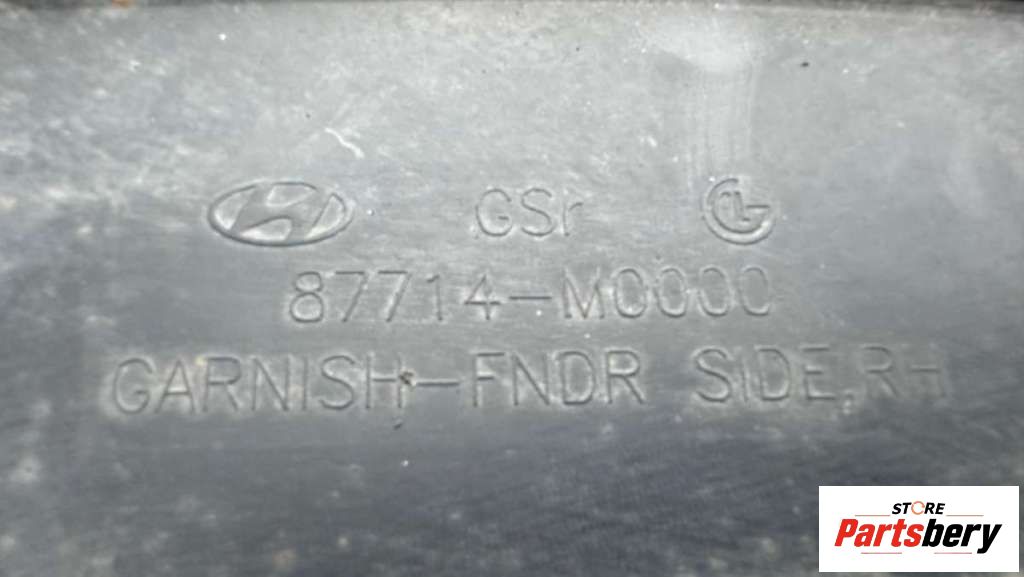 GSr
87714-M0000
GARNISH-FNDR SIDE,RH
STORE
Partsbery